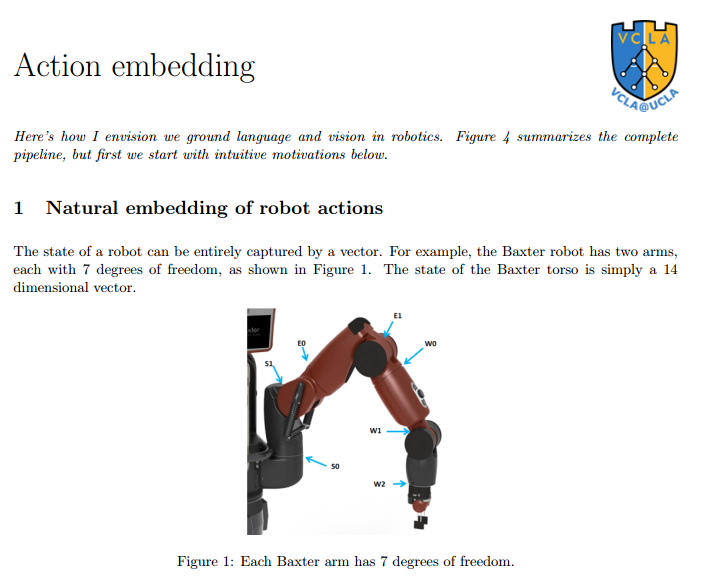 VCLA
VCLA@UCLA
Action embedding
Here's how I envision we ground language and vision in robotics. Figure 4 summarizes the complete
pipeline, but first we start with intuitive motivations below.
1 Natural embedding of robot actions
The state of a robot can be entirely captured by a vector. For example, the Baxter robot has two arms,
each with 7 degrees of freedom, as shown in Figure 1. The state of the Baxter torso is simply a 14
dimensional vector.
E1
E0
W0
S1
W1
S0
W2
Figure 1: Each Baxter arm has 7 degrees of freedom.